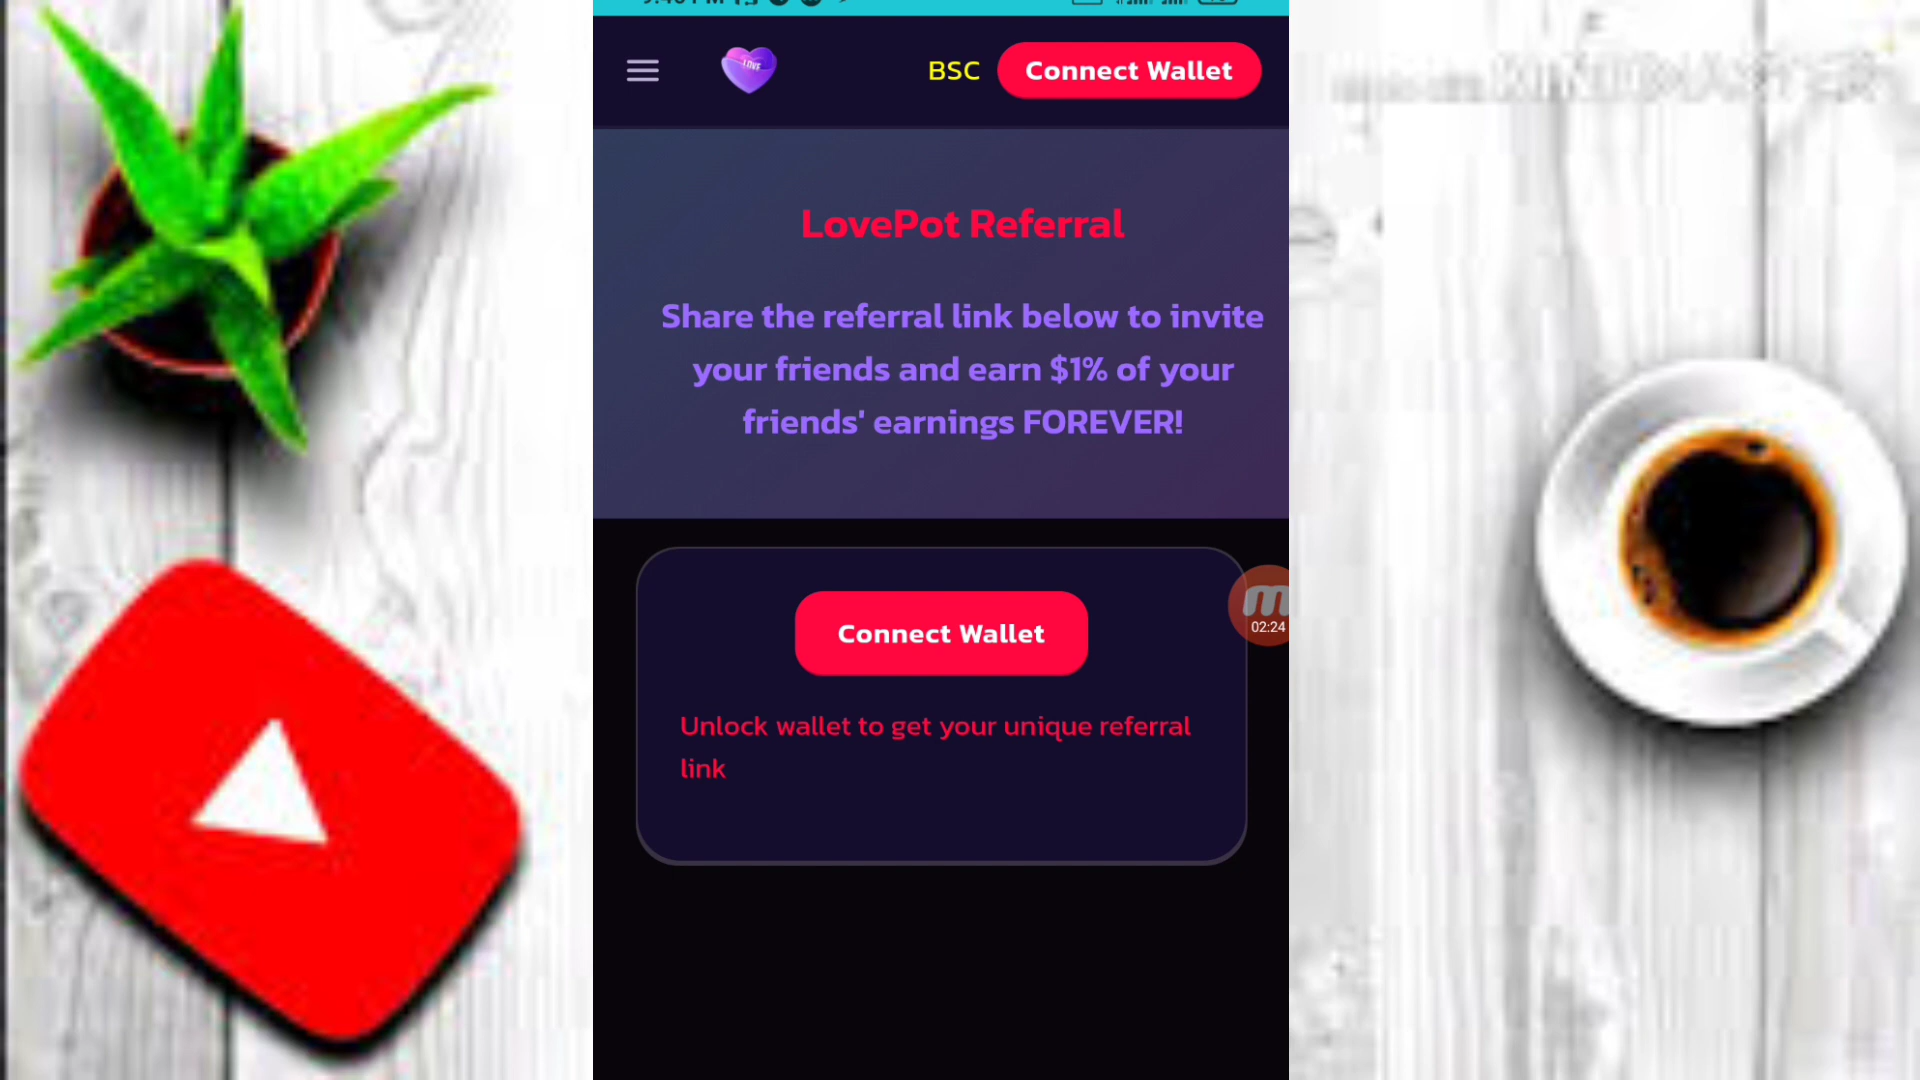 LOVE
BSC
Connect Wallet
LovePot Referral
Share the referral link below to invite
your friends and earn $1% of your
friends' earnings FOREVER!
Connect Wallet
02:24
Unlock wallet to get your unique referral
link